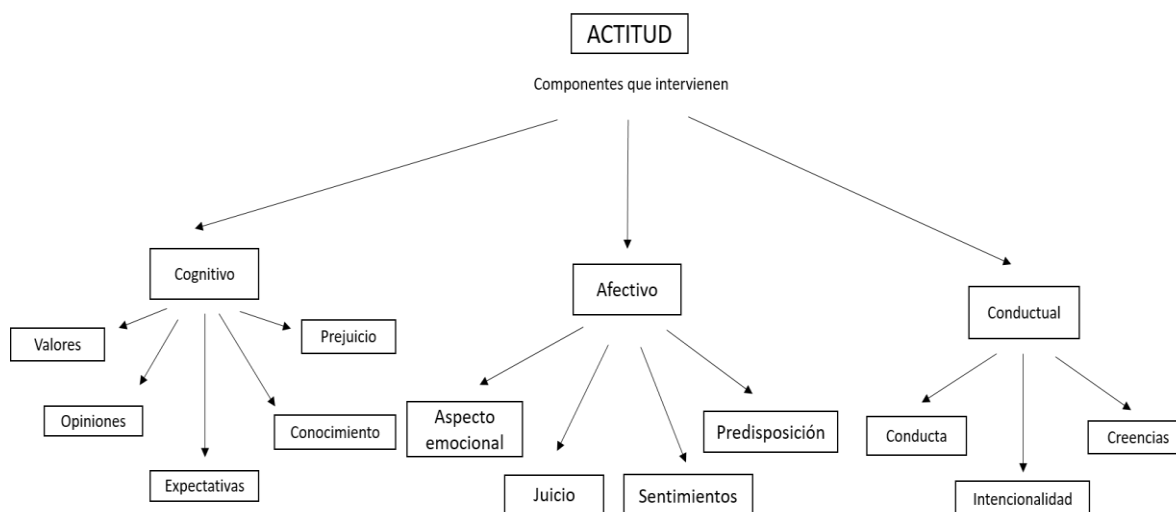 ACTITUD
Componentes que intervienen
Cognitivo
Afectivo
Conductual
Valores
Prejuicio
Opiniones
Conocimiento
Expectativas
Aspecto
emocional
Predisposición
Juicio
Sentimientos
Conducta
Creencias
Intencionalidad